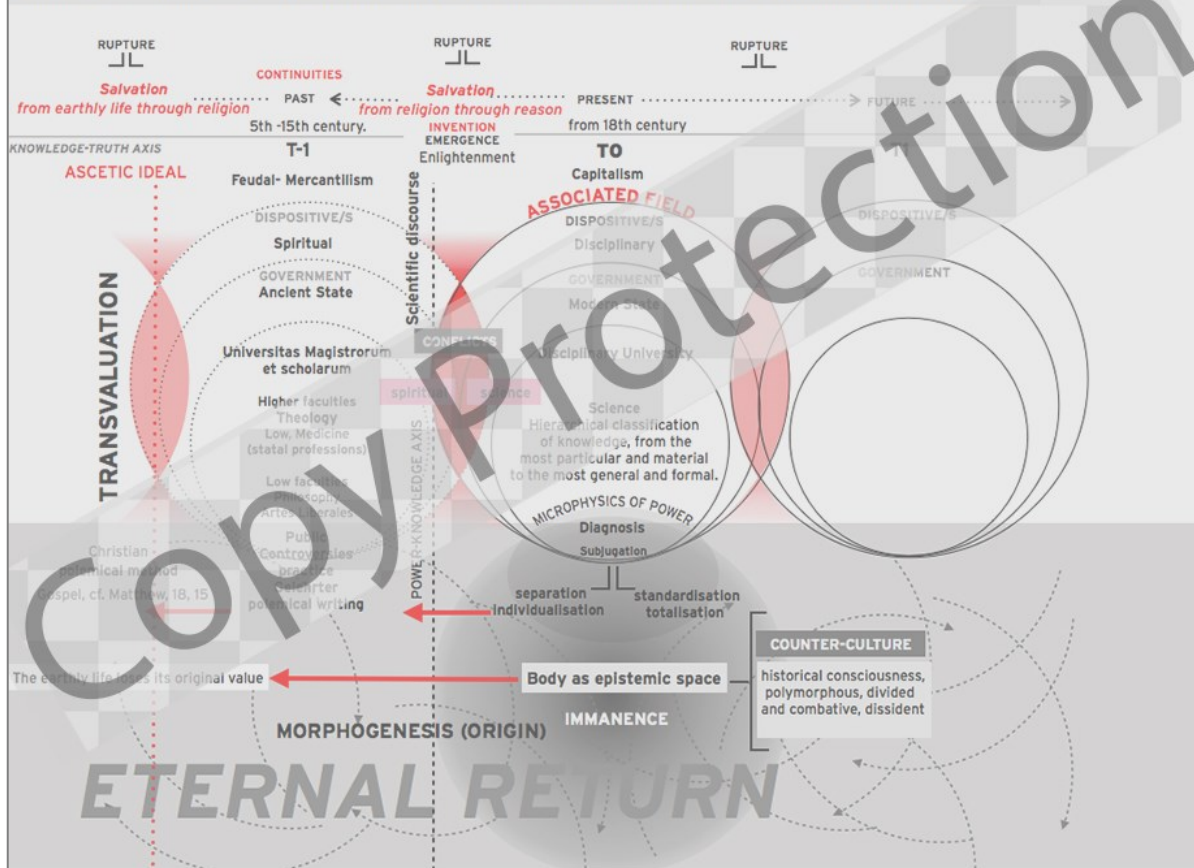 RUPTURE
RUPTURE
RUPTURE
Salvation
from earthly life through religion
CONTINUITIES
PAST
Salvation
from religion through reason
PRESENT
FUTURE
5th -15th century.
INVENTION
EMERGENCE
Enlightenment
from 18th century
KNOWLEDGE-TRUTH AXIS
T-1
T0
T1
ASCETIC IDEAL
Feudal- Mercantilism
Capitalism
ASSOCIATED FIELD
DISPOSITIVE/S
DISPOSITIVE/S
DISPOSITIVE/S
Spiritual
Disciplinary
GOVERNMENT
GOVERNMENT
GOVERNMENT
Ancient State
Modern State
TRANSVALUATION
Scientific discourse
CONFLICTS
Universitas Magistrorum
et scholarum
Disciplinary University
spiritual
science
Higher faculties
Theology
Low, Medicine
(statal professions)
Low faculties
Philosophy
Artes Liberales
Science
Hierarchical classification
of knowledge, from the
most particular and material
to the most general and formal.
POWER-KNOWLEDGE AXIS
MICROPHYSICS OF POWER
Diagnosis
Subjugation
Christian
polemical method
Gospel, cf. Matthew, 18, 15
Public
Controversies
practice
Gelehrter
polemical writing
separation
individualisation
standardisation
totalisation
COUNTER-CULTURE
historical consciousness,
polymorphous, divided
and combative, dissident
The earthly life loses its original value
Body as epistemic space
IMMANENCE
MORPHOGENESIS (ORIGIN)
ETERNAL RETURN
Copy Protection